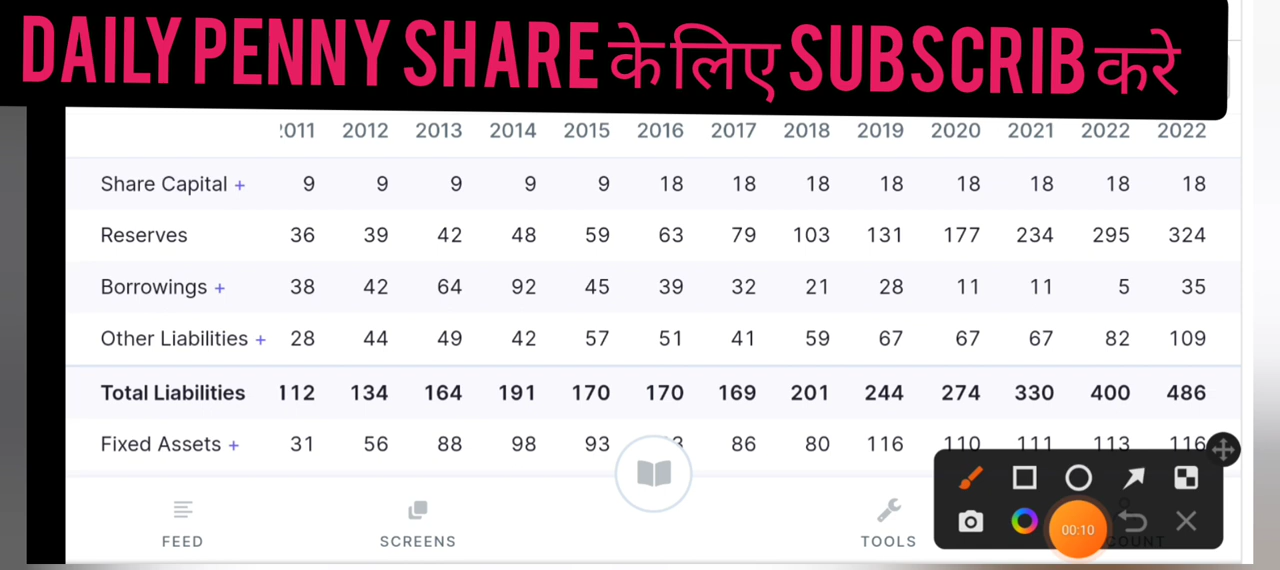 DAILY PENNY SHARE के लिए SUBSCRIB करे
2011 2012 2013 2014 2015 2016 2017 2018 2019 2020 2021 2022 2022
Share Capital + 9 9 9 9 9 18 18 18 18 18 18 18 18
Reserves 36 39 42 48 59 63 79 103 131 177 234 295 324
Borrowings + 38 42 64 92 45 39 32 21 28 11 11 5 35
Other Liabilities + 28 44 49 42 57 51 41 59 67 67 67 82 109
Total Liabilities 112 134 164 191 170 170 169 201 244 274 330 400 486
Fixed Assets + 31 56 88 98 93 86 80 116 110 111 113 116
FEED SCREENS TOOLS
00:10